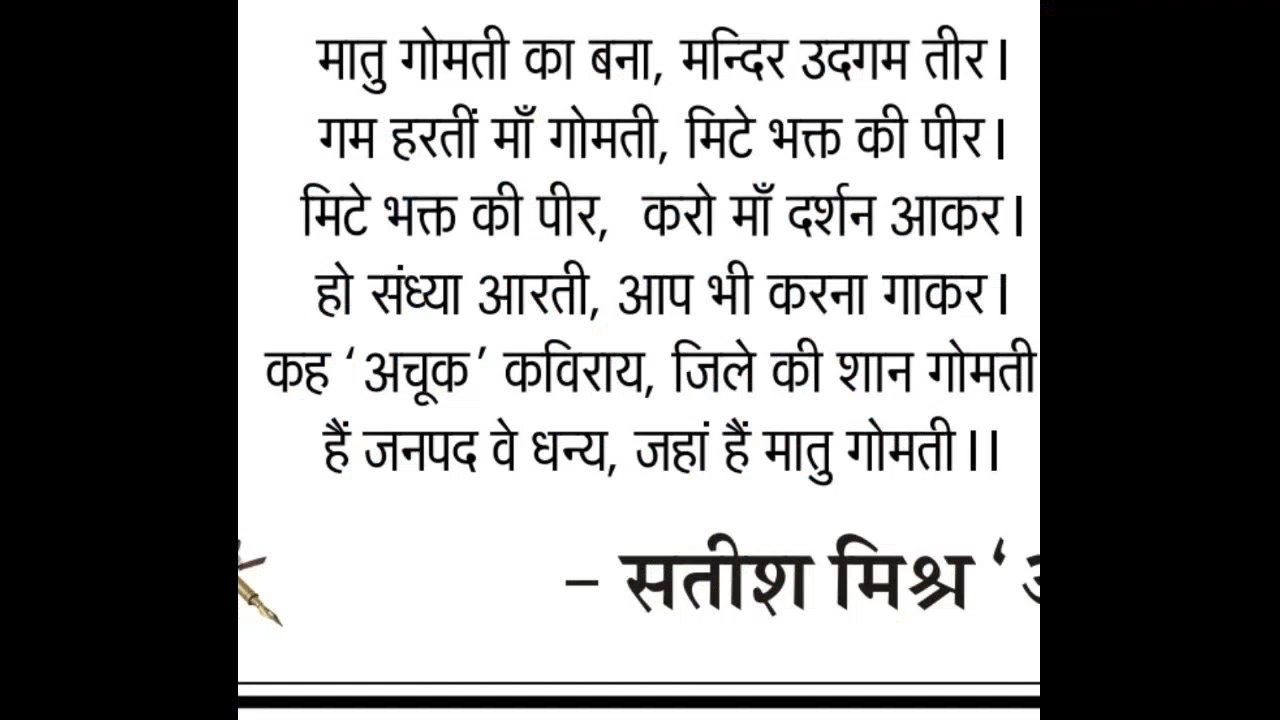 मातु गोमती का बना, मन्दिर उदगम तीर।
गम हरतीं माँ गोमती, मिटे भक्त की पीर।
मिटे भक्त की पीर, करो माँ दर्शन आकर।
हो संध्या आरती, आप भी करना गाकर।
कह ‘अचूक’ कविराय, जिले की शान गोमती
हैं जनपद वे धन्य, जहां हैं मातु गोमती।।
– सतीश मिश्र ‘